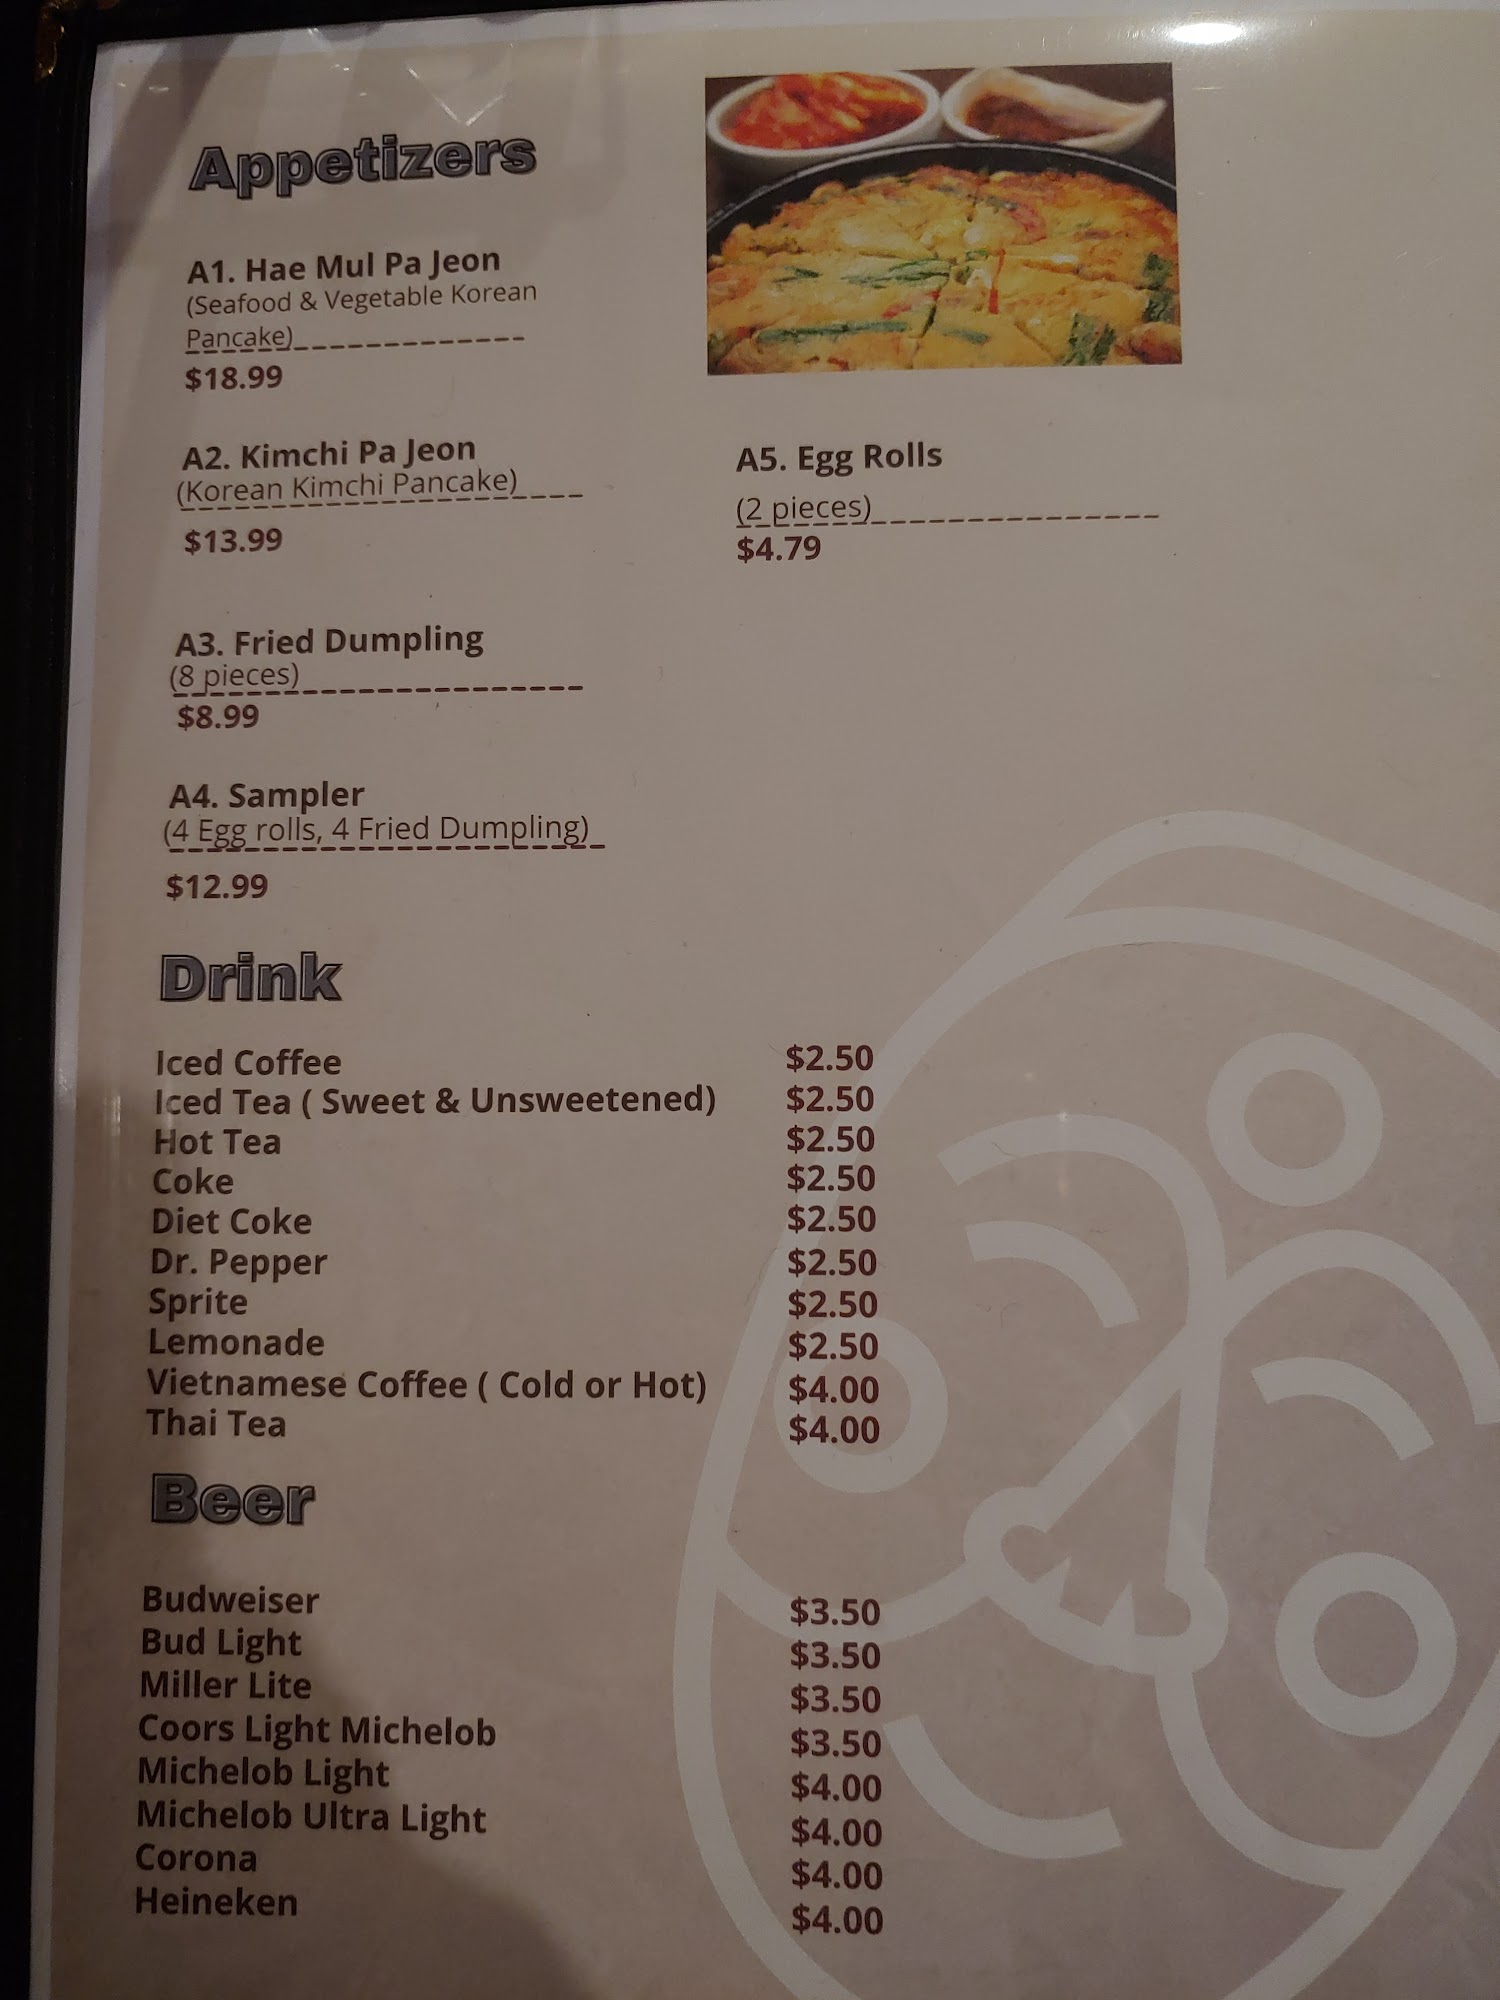 Appetizers
A1. Hae Mul Pa Jeon
(Seafood & Vegetable Korean
Pancake)_____________
$18.99
A2. Kimchi Pa Jeon
(Korean Kimchi Pancake)____
$13.99
A3. Fried Dumpling
(8 pieces)_______________
$8.99
A4. Sampler
(4 Egg rolls, 4 Fried Dumpling)_
$12.99
A5. Egg Rolls
(2 pieces)_______________
$4.79
Drink
Iced Coffee $2.50
Iced Tea ( Sweet & Unsweetened) $2.50
Hot Tea $2.50
Coke $2.50
Diet Coke $2.50
Dr. Pepper $2.50
Sprite $2.50
Lemonade $2.50
Vietnamese Coffee ( Cold or Hot) $4.00
Thai Tea $4.00
Beer
Budweiser $3.50
Bud Light $3.50
Miller Lite $3.50
Coors Light Michelob $3.50
Michelob Light $4.00
Michelob Ultra Light $4.00
Corona $4.00
Heineken $4.00